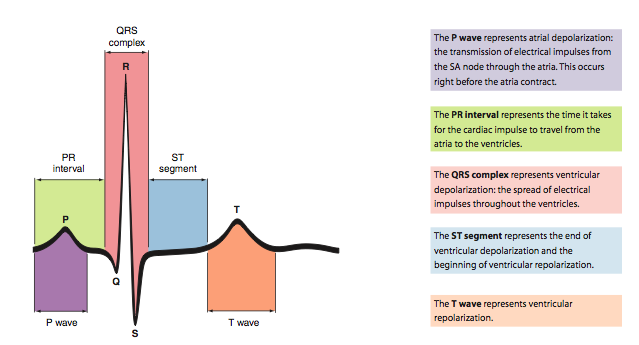 QRS
complex
R
PR
interval
ST
segment
P
T
Q
S
P wave
T wave
The P wave represents atrial depolarization:
the transmission of electrical impulses from
the SA node through the atria. This occurs
right before the atria contract.
The PR interval represents the time it takes
for the cardiac impulse to travel from the
atria to the ventricles.
The QRS complex represents ventricular
depolarization: the spread of electrical
impulses throughout the ventricles.
The ST segment represents the end of
ventricular depolarization and the
beginning of ventricular repolarization.
The T wave represents ventricular
repolarization.